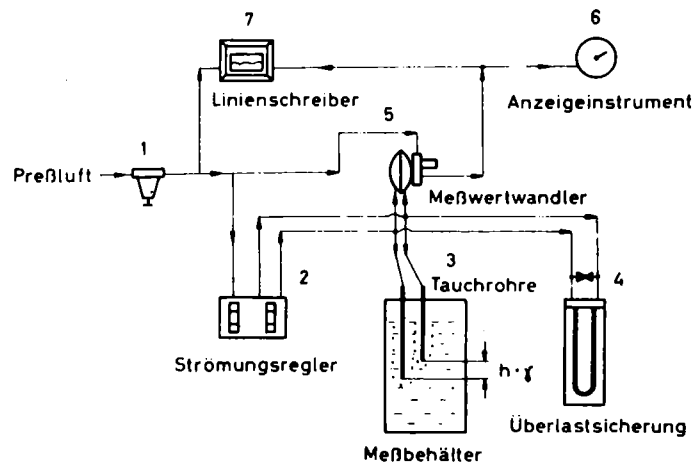 7
6
Linienschreiber
Anzeigeinstrument
5
1
Preßluft
Meßwertwandler
2
3
Tauchrohre
4
Strömungsregler
h · γ
Überlastsicherung
Meßbehälter